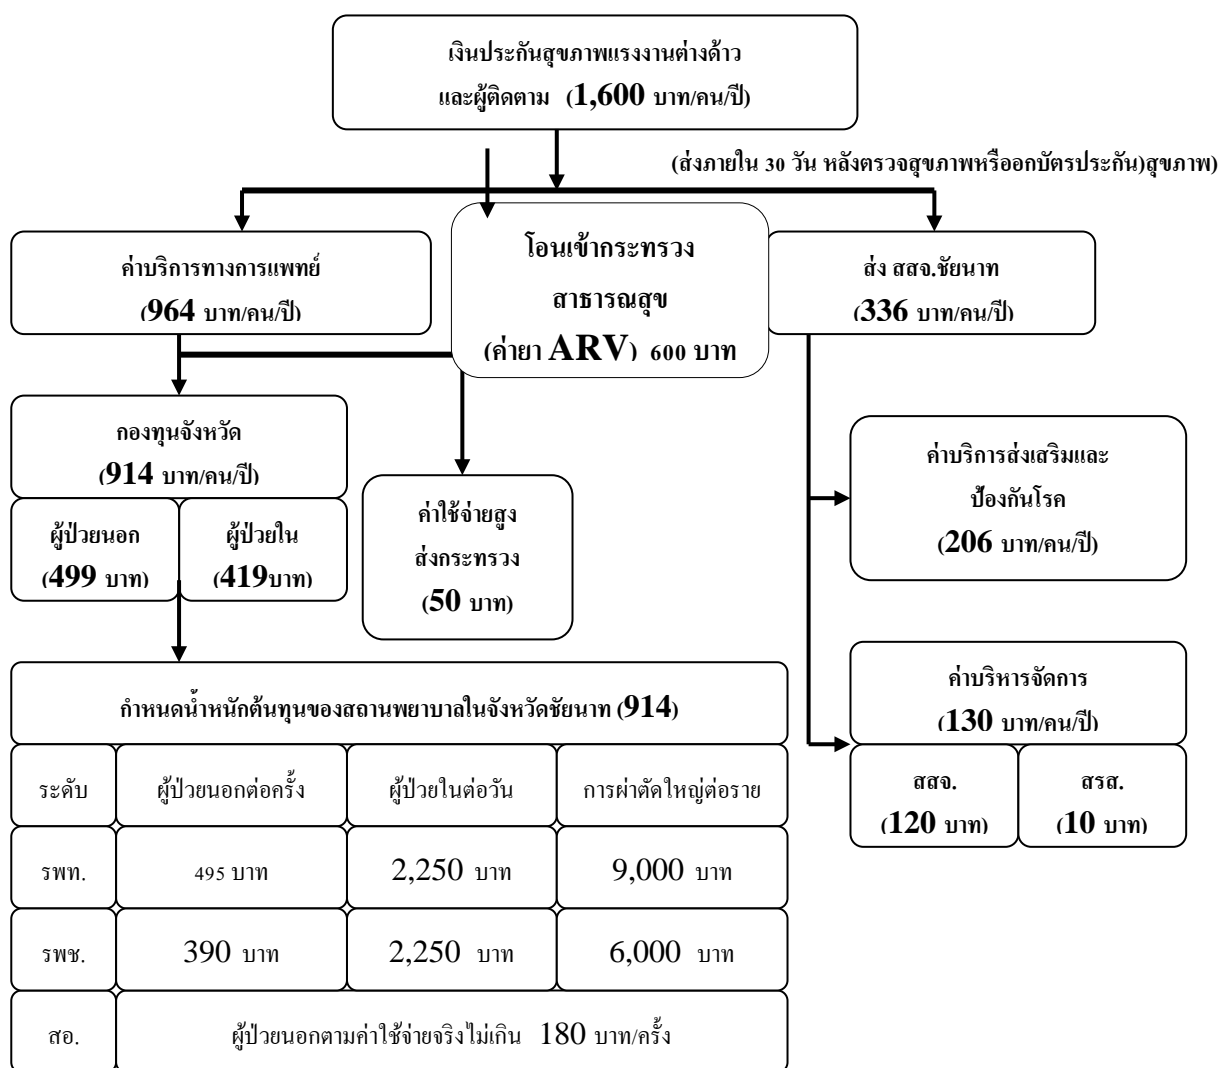 เงินประกันสุขภาพแรงงานต่างด้าว
และผู้ติดตาม (1,600 บาท/คน/ปี)
(ส่งภายใน 30 วัน หลังตรวจสุขภาพหรือออกบัตรประกัน)สุขภาพ)
ค่าบริการทางการแพทย์
(964 บาท/คน/ปี)
โอนเข้ากระทรวง
สาธารณสุข
(ค่ายา ARV) 600 บาท
ส่ง สสจ.ชัยนาท
(336 บาท/คน/ปี)
กองทุนจังหวัด
(914 บาท/คน/ปี)
ผู้ป่วยนอก
(499 บาท)
ผู้ป่วยใน
(419บาท)
ค่าใช้จ่ายสูง
ส่งกระทรวง
(50 บาท)
ค่าบริการส่งเสริมและ
ป้องกันโรค
(206 บาท/คน/ปี)
ค่าบริหารจัดการ
(130 บาท/คน/ปี)
สสจ.
(120 บาท)
สรส.
(10 บาท)
กำหนดน้ำหนักต้นทุนของสถานพยาบาลในจังหวัดชัยนาท (914)
ระดับ ผู้ป่วยนอกต่อครั้ง ผู้ป่วยในต่อวัน การผ่าตัดใหญ่ต่อราย
รพท. 495 บาท 2,250 บาท 9,000 บาท
รพช. 390 บาท 2,250 บาท 6,000 บาท
สอ. ผู้ป่วยนอกตามค่าใช้จ่ายจริงไม่เกิน 180 บาท/ครั้ง